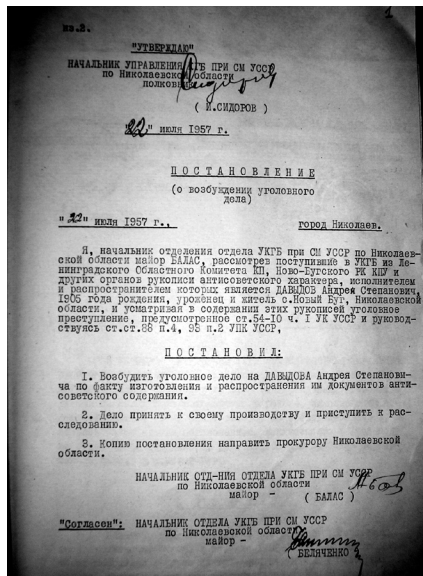 1
экз.2.
"УТВЕРЖДАЮ"
НАЧАЛЬНИК УПРАВЛЕНИЯ УКГБ ПРИ СМ УССР
по Николаевской области
полковник
( И.СИДОРОВ )
"22" июля 1957 г.
ПОСТАНОВЛЕНИЕ
(о возбуждении уголовного
дела)
"22" июля 1957 г.,
город Николаев.
Я, начальник отделения отдела УКГБ при СМ УССР по Николаев-
ской области майор БАЛАС, рассмотрев поступившие в УКГБ из Ле-
нинградского Областного Комитета КП, Ново-Бугского РК КПУ и
других органов рукописи антисоветского характера, исполнителем
и распространителем которых является ДАВЫДОВ Андрей Степанович,
1905 года рождения, уроженец и житель с.Новый Буг, Николаевской
области, и усматривая в содержании этих рукописей уголовное
преступление, предусмотренное ст.54-10 ч. I УК УССР и руковод-
ствуясь ст.ст.88 п.4, 93 п.2 УПК УССР,
ПОСТАНОВИЛ:
1. Возбудить уголовное дело на ДАВЫДОВА Андрея Степанови-
ча по факту изготовления и распространения им документов анти-
советского содержания.
2. Дело принять к своему производству и приступить к рас-
следованию.
3. Копию постановления направить прокурору Николаевской
области.
НАЧАЛЬНИК ОТД-НИЯ ОТДЕЛА УКГБ ПРИ СМ УССР
по Николаевской области
майор -
( БАЛАС )
"Согласен": НАЧАЛЬНИК ОТДЕЛА УКГБ ПРИ СМ УССР
по Николаевской области
майор -
(БЕЛЯЧЕНКО )